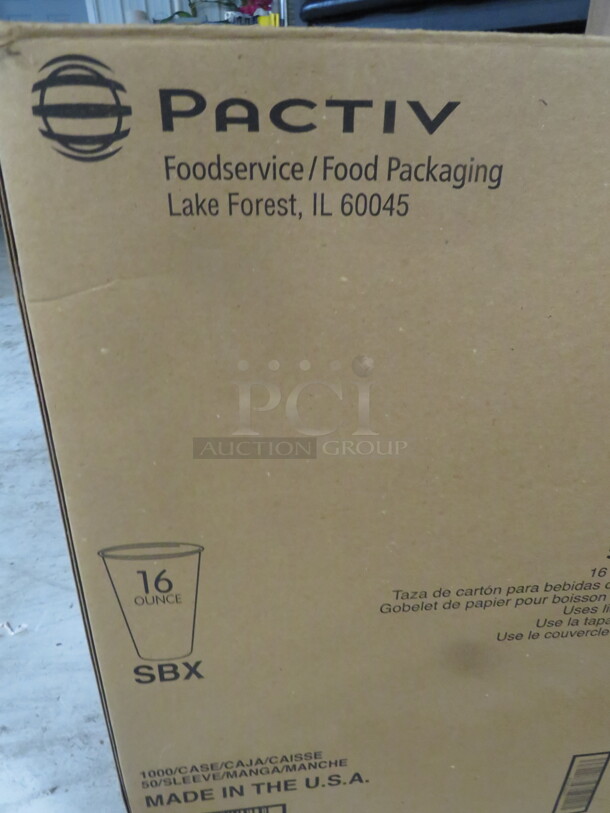 PACTIV
Foodservice/Food Packaging
Lake Forest, IL 60045
PCI
AUCTION GROUP
16
OUNCE
SBX
16
Taza de cartón para bebidas
Gobelet de papier pour boisson
Uses
Use la tapa
Use le couvercle
1000/CASE/CAJA/CAISSE
50/SLEEVE/MANGA/MANCHE
MADE IN THE U.S.A.